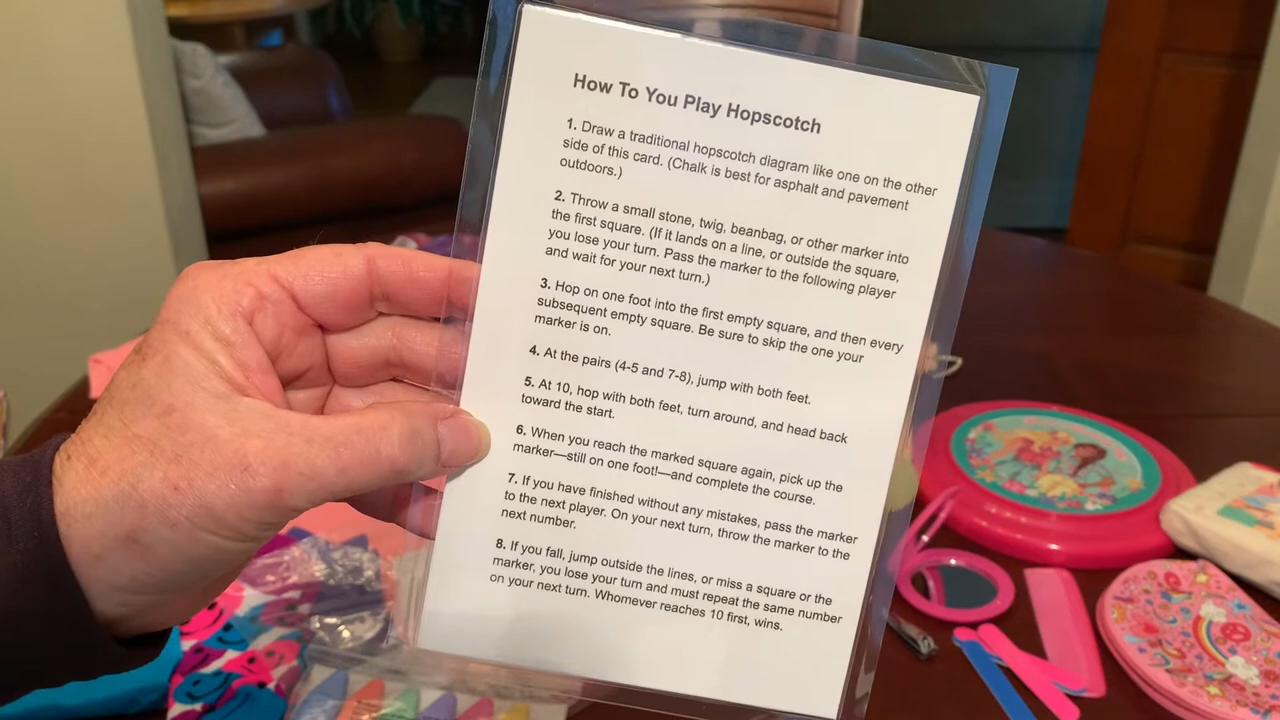 How To You Play Hopscotch
1. Draw a traditional hopscotch diagram like one on the other
side of this card. (Chalk is best for asphalt and pavement
outdoors.)
2. Throw a small stone, twig, beanbag, or other marker into
the first square. (If it lands on a line, or outside the square,
you lose your turn. Pass the marker to the following player
and wait for your next turn.)
3. Hop on one foot into the first empty square, and then every
subsequent empty square. Be sure to skip the one your
marker is on.
4. At the pairs (4-5 and 7-8), jump with both feet.
5. At 10, hop with both feet, turn around, and head back
toward the start.
6. When you reach the marked square again, pick up the
marker—still on one foot!—and complete the course.
7. If you have finished without any mistakes, pass the marker
to the next player. On your next turn, throw the marker to the
next number.
8. If you fall, jump outside the lines, or miss a square or the
marker, you lose your turn and must repeat the same number
on your next turn. Whomever reaches 10 first, wins.